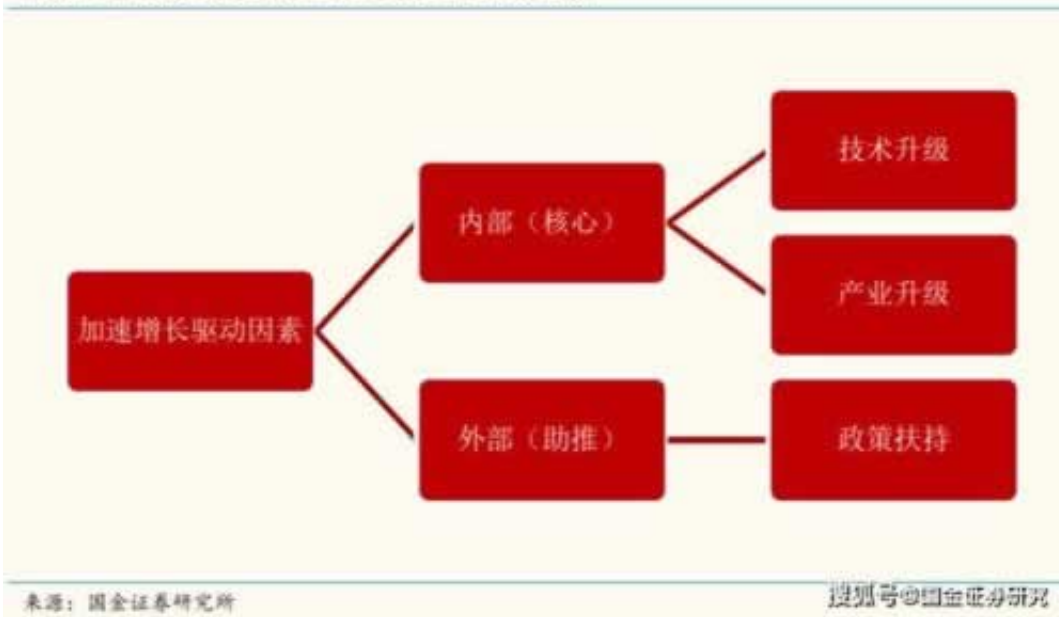 技术升级
内部（核心）
产业升级
加速增长驱动因素
外部（助推）
政策扶持
来源：国金证券研究所
搜狐号@国金证券研究